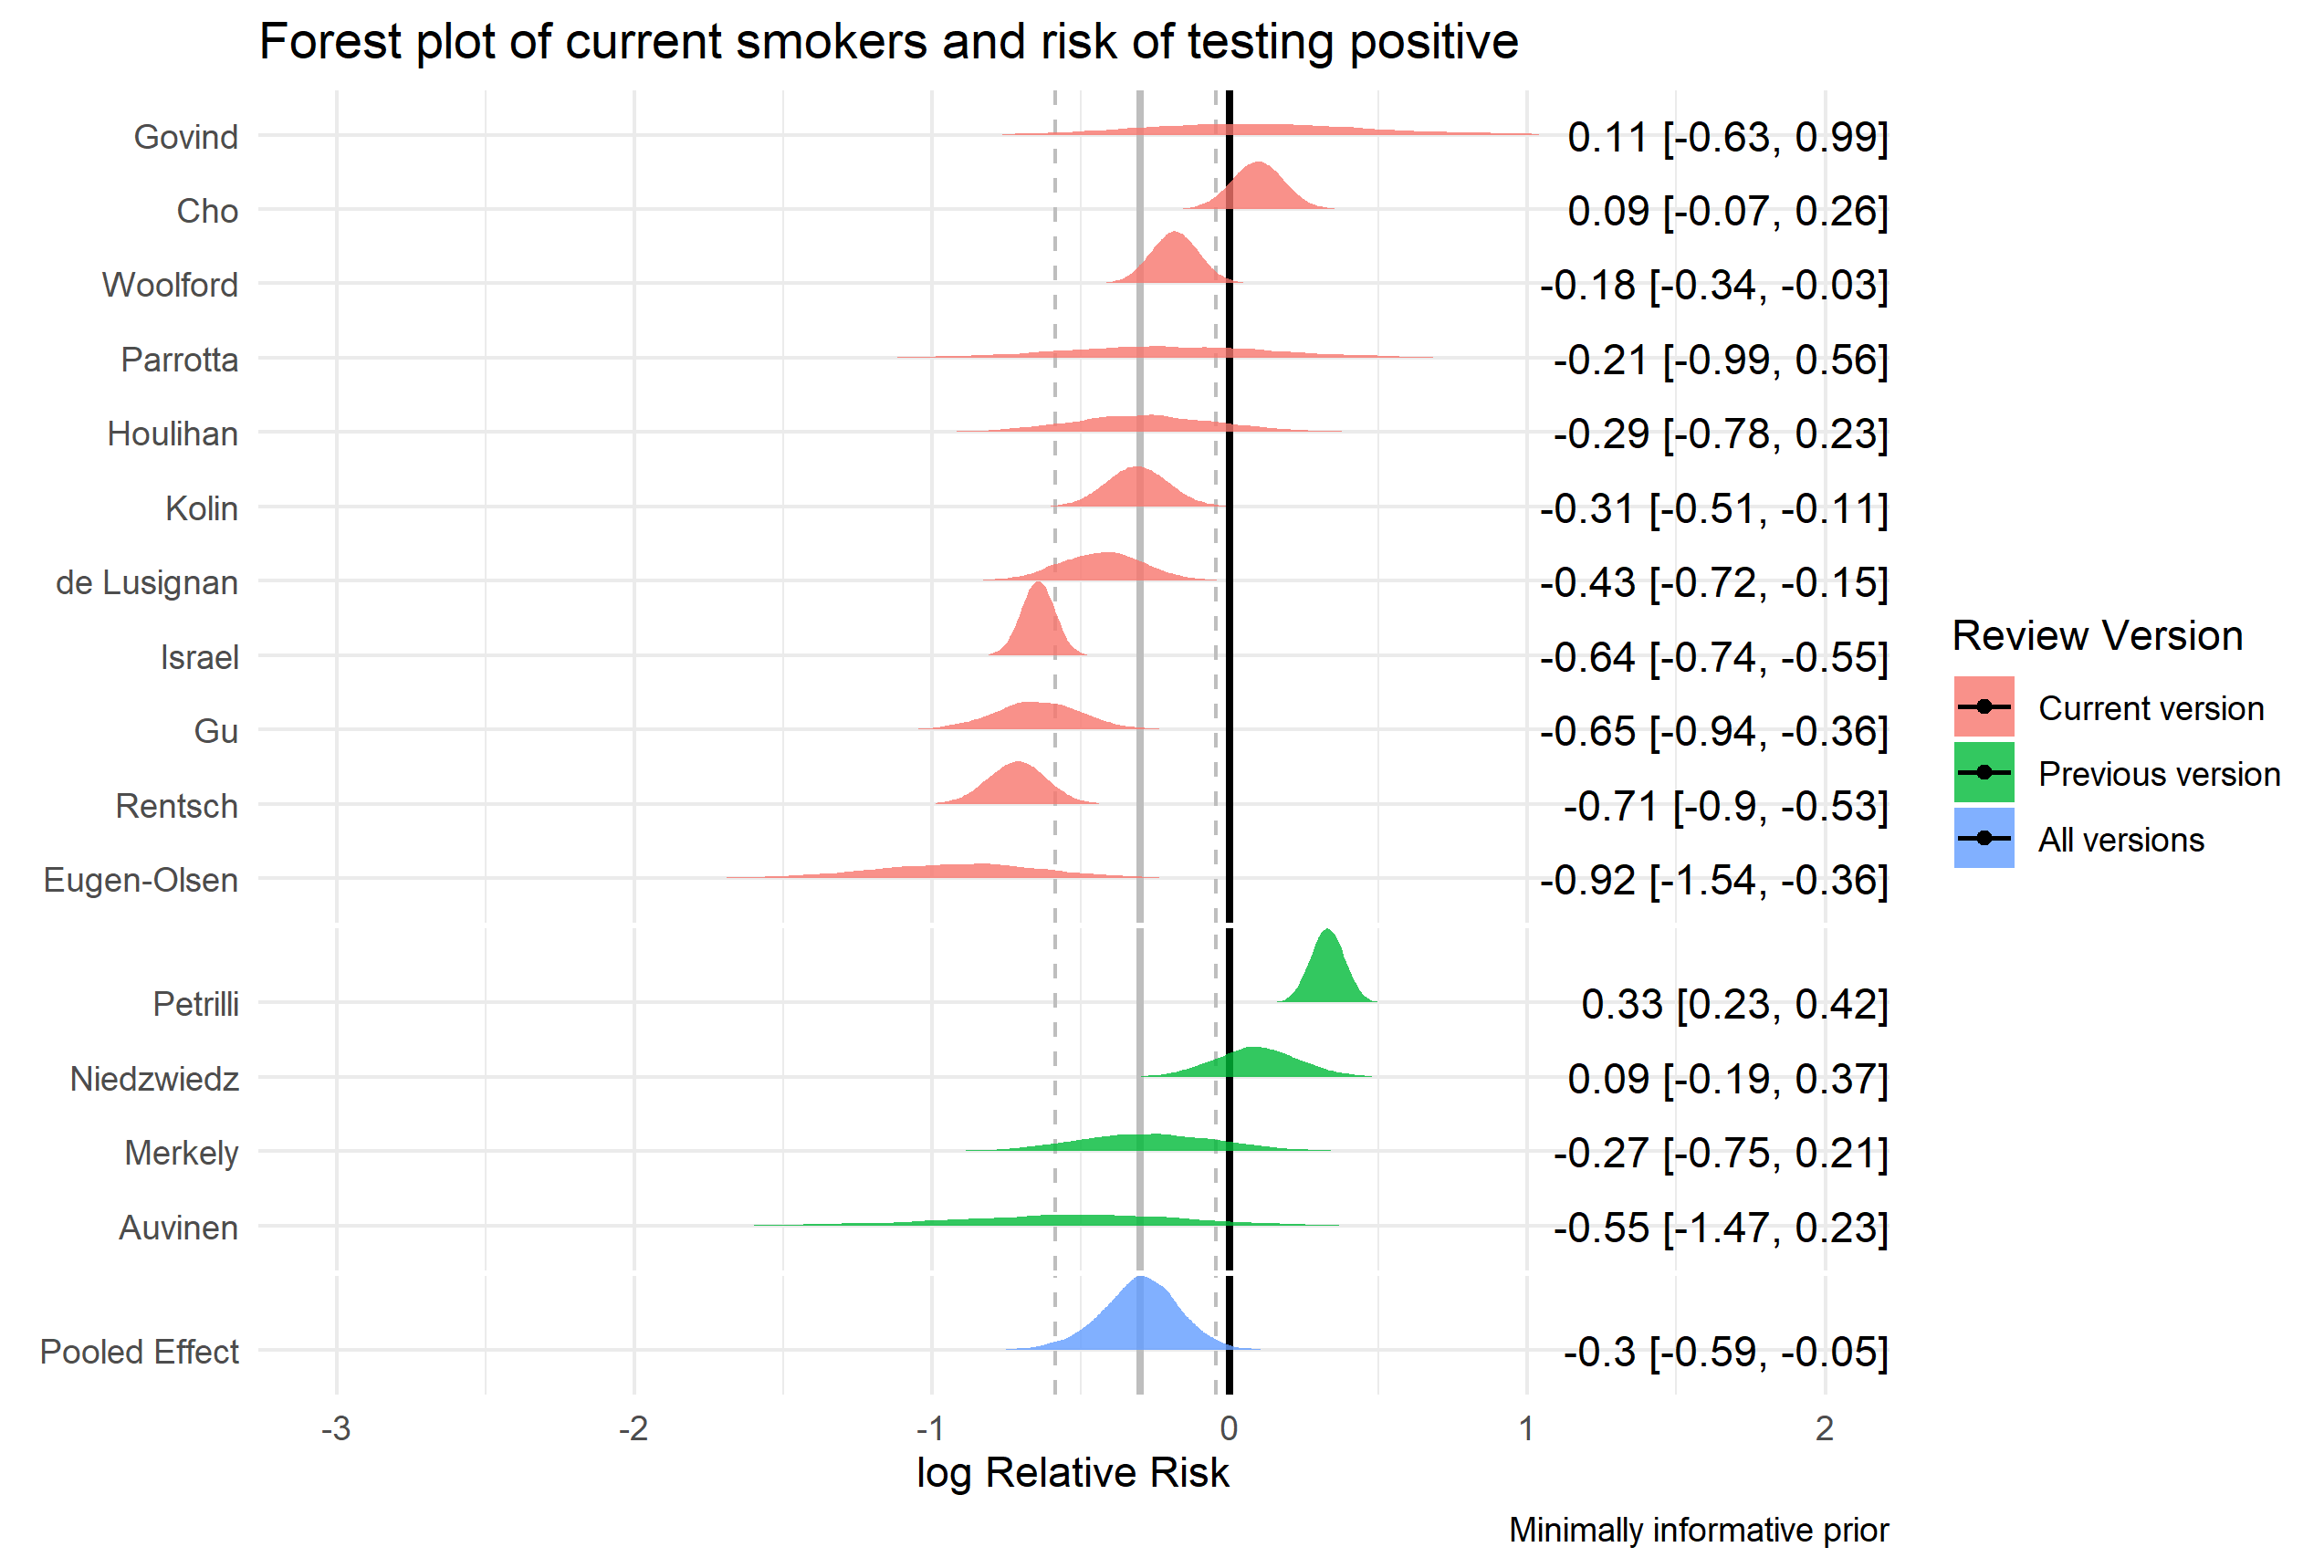 Forest plot of current smokers and risk of testing positive
Govind 0.11 [-0.63, 0.99]
Cho 0.09 [-0.07, 0.26]
Woolford -0.18 [-0.34, -0.03]
Parrotta -0.21 [-0.99, 0.56]
Houlihan -0.29 [-0.78, 0.23]
Kolin -0.31 [-0.51, -0.11]
de Lusignan -0.43 [-0.72, -0.15]
Israel -0.64 [-0.74, -0.55]
Gu -0.65 [-0.94, -0.36]
Rentsch -0.71 [-0.9, -0.53]
Eugen-Olsen -0.92 [-1.54, -0.36]
Petrilli 0.33 [0.23, 0.42]
Niedzwiedz 0.09 [-0.19, 0.37]
Merkely -0.27 [-0.75, 0.21]
Auvinen -0.55 [-1.47, 0.23]
Pooled Effect -0.3 [-0.59, -0.05]
-3 -2 -1 0 1 2
log Relative Risk
Minimally informative prior
Review Version
Current version
Previous version
All versions